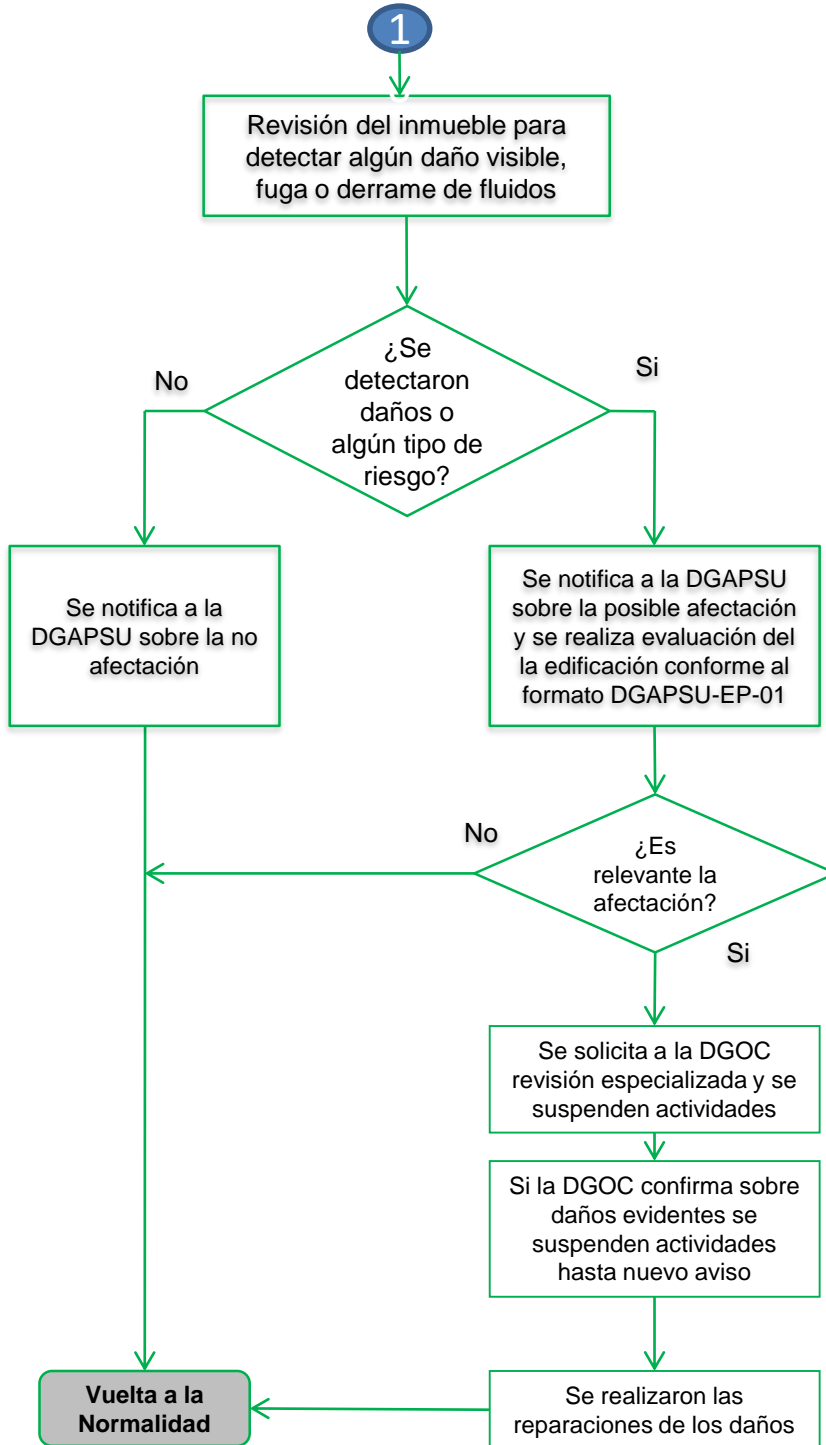 1
Revisión del inmueble para
detectar algún daño visible,
fuga o derrame de fluidos
¿Se
detectaron
daños o
algún tipo de
riesgo?
No
Si
Se notifica a la
DGAPSU sobre la no
afectación
Se notifica a la DGAPSU
sobre la posible afectación
y se realiza evaluación del
la edificación conforme al
formato DGAPSU-EP-01
No
¿Es
relevante la
afectación?
Si
Se solicita a la DGOC
revisión especializada y se
suspenden actividades
Si la DGOC confirma sobre
daños evidentes se
suspenden actividades
hasta nuevo aviso
Vuelta a la
Normalidad
Se realizaron las
reparaciones de los daños